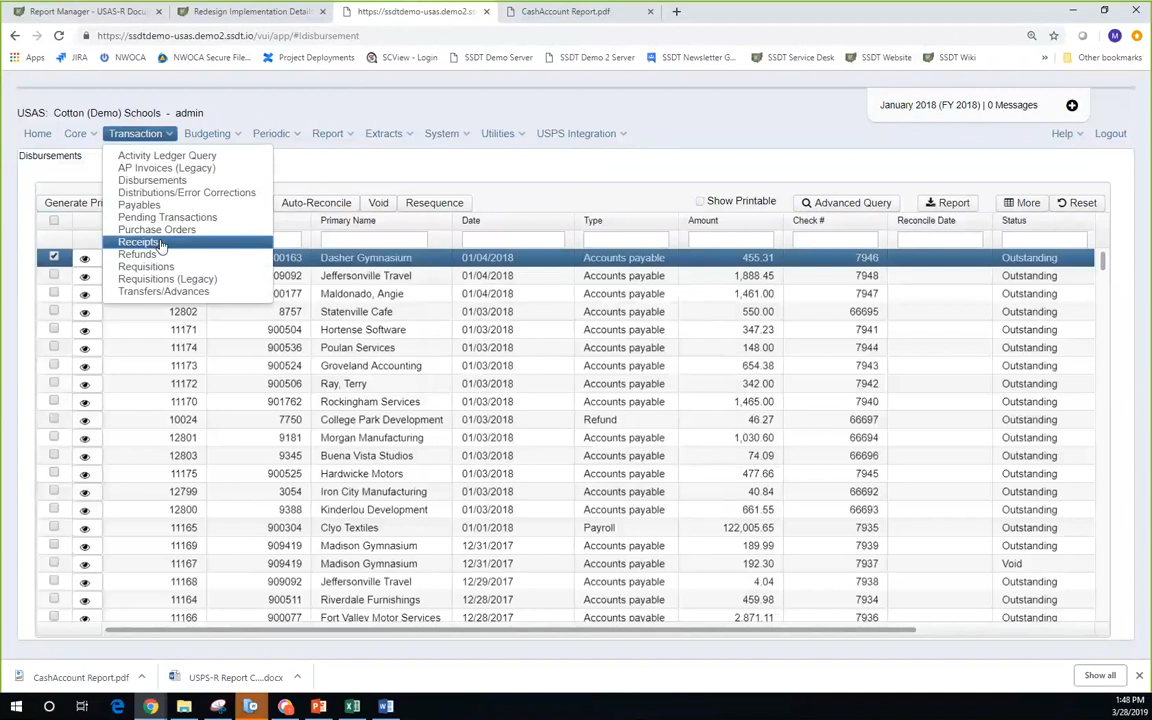 Report Manager - USAS-R Docu
Redesign Implementation Details
https://ssdtdemo-usas.demo2.ssd
CashAccount Report.pdf
https://ssdtdemo-usas.demo2.ssdt.io/vui/app/#!disbursement
M
Apps
JIRA
NWOCA
NWOCA Secure File...
Project Deployments
SCView - Login
SSDT Demo Server
SSDT Demo 2 Server
SSDT Newsletter G...
SSDT Service Desk
SSDT Website
SSDT Wiki
»
Other bookmarks
USAS: Cotton (Demo) Schools - admin
January 2018 (FY 2018) | 0 Messages
Home Core Transaction Budgeting Periodic Report Extracts System Utilities USPS Integration Help Logout
Disbursements
Activity Ledger Query
AP Invoices (Legacy)
Disbursements
Distributions/Error Corrections
Payables
Pending Transactions
Purchase Orders
Receipts
Refunds
Requisitions
Requisitions (Legacy)
Transfers/Advances
Generate Pri Auto-Reconcile Void Resequence Show Printable Advanced Query Report More Reset
Primary Name Date Type Amount Check # Reconcile Date Status
00163 Dasher Gymnasium 01/04/2018 Accounts payable 455.31 7946 Outstanding
09092 Jeffersonville Travel 01/04/2018 Accounts payable 1,888.45 7948 Outstanding
00177 Maldonado, Angie 01/04/2018 Accounts payable 1,461.00 7947 Outstanding
12802 8757 Statenville Cafe 01/04/2018 Accounts payable 550.00 66695 Outstanding
11171 900504 Hortense Software 01/03/2018 Accounts payable 347.23 7941 Outstanding
11174 900536 Poulan Services 01/03/2018 Accounts payable 148.00 7944 Outstanding
11173 900524 Groveland Accounting 01/03/2018 Accounts payable 654.38 7943 Outstanding
11172 900506 Ray, Terry 01/03/2018 Accounts payable 342.00 7942 Outstanding
11170 901762 Rockingham Services 01/03/2018 Accounts payable 1,465.00 7940 Outstanding
10024 7750 College Park Development 01/03/2018 Refund 46.27 66697 Outstanding
12801 9181 Morgan Manufacturing 01/03/2018 Accounts payable 1,030.60 66694 Outstanding
12803 9345 Buena Vista Studios 01/03/2018 Accounts payable 74.09 66696 Outstanding
11175 900525 Hardwicke Motors 01/03/2018 Accounts payable 477.66 7945 Outstanding
12799 3054 Iron City Manufacturing 01/03/2018 Accounts payable 40.84 66692 Outstanding
12800 9388 Kinderlou Development 01/03/2018 Accounts payable 661.55 66693 Outstanding
11165 900304 Clyo Textiles 01/01/2018 Payroll 122,005.65 7935 Outstanding
11169 909419 Madison Gymnasium 12/31/2017 Accounts payable 189.99 7939 Outstanding
11167 909419 Madison Gymnasium 12/31/2017 Accounts payable 192.30 7937 Void
11168 909092 Jeffersonville Travel 12/29/2017 Accounts payable 4.04 7938 Outstanding
11164 900511 Riverdale Furnishings 12/28/2017 Accounts payable 459.98 7934 Outstanding
11166 900077 Fort Valley Motor Services 12/28/2017 Accounts payable 2,871.11 7936 Outstanding
CashAccount Report.pdf
USPS-R Report C....docx
Show all
1:48 PM
3/28/2019